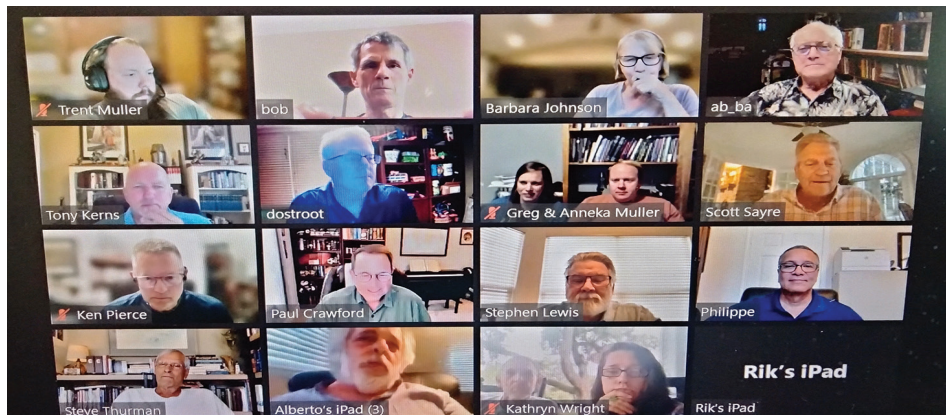 Trent Muller
bob
Barbara Johnson
ab_ba
Tony Kerns
dostroot
Greg & Anneka Muller
Scott Sayre
Ken Pierce
Paul Crawford
Stephen Lewis
Philippe
Steve Thurman
Alberto's iPad (3)
Kathryn Wright
Rik's iPad
Rik's iPad